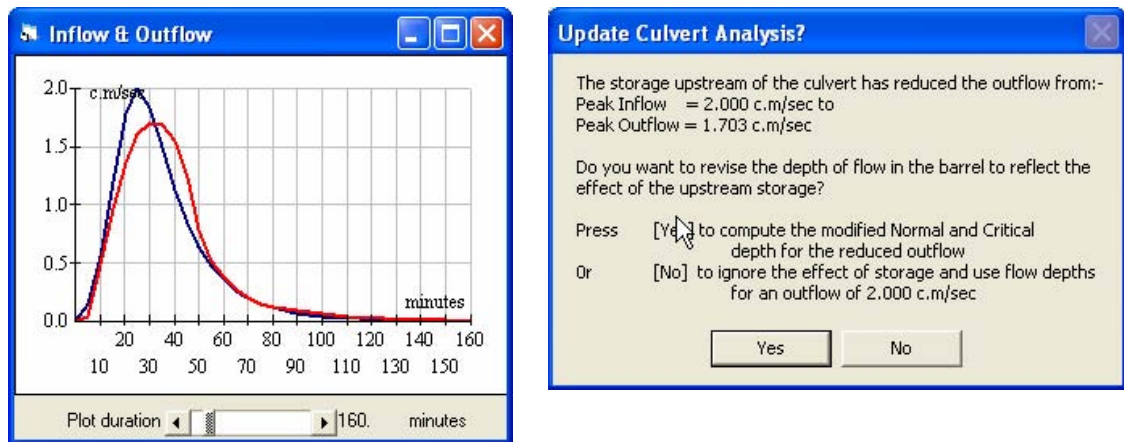 Inflow & Outflow
2.0
c.m/sec
1.5
1.0
0.5
minutes
0.0
20 40 60 80 100 120 140 160
10 30 50 70 90 110 130 150
Plot duration 160. minutes
Update Culvert Analysis?
The storage upstream of the culvert has reduced the outflow from:-
Peak Inflow = 2.000 c.m/sec to
Peak Outflow = 1.703 c.m/sec
Do you want to revise the depth of flow in the barrel to reflect the
effect of the upstream storage?
Press [Yes] to compute the modified Normal and Critical
depth for the reduced outflow
Or [No] to ignore the effect of storage and use flow depths
for an outflow of 2.000 c.m/sec
Yes No